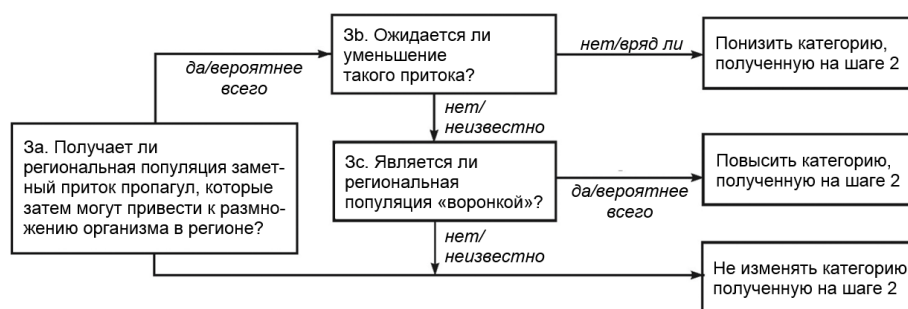 3b. Ожидается ли
уменьшение
такого притока?
нет/вряд ли
Понизить категорию,
полученную на шаге 2
да/вероятнее
всего
нет/
неизвестно
3a. Получает ли
региональная популяция замет-
ный приток пропагул, которые
затем могут привести к размно-
жению организма в регионе?
3c. Является ли
региональная
популяция «воронкой»?
да/вероятнее
всего
Повысить категорию,
полученную на шаге 2
нет/
неизвестно
Не изменять категорию
полученную на шаге 2